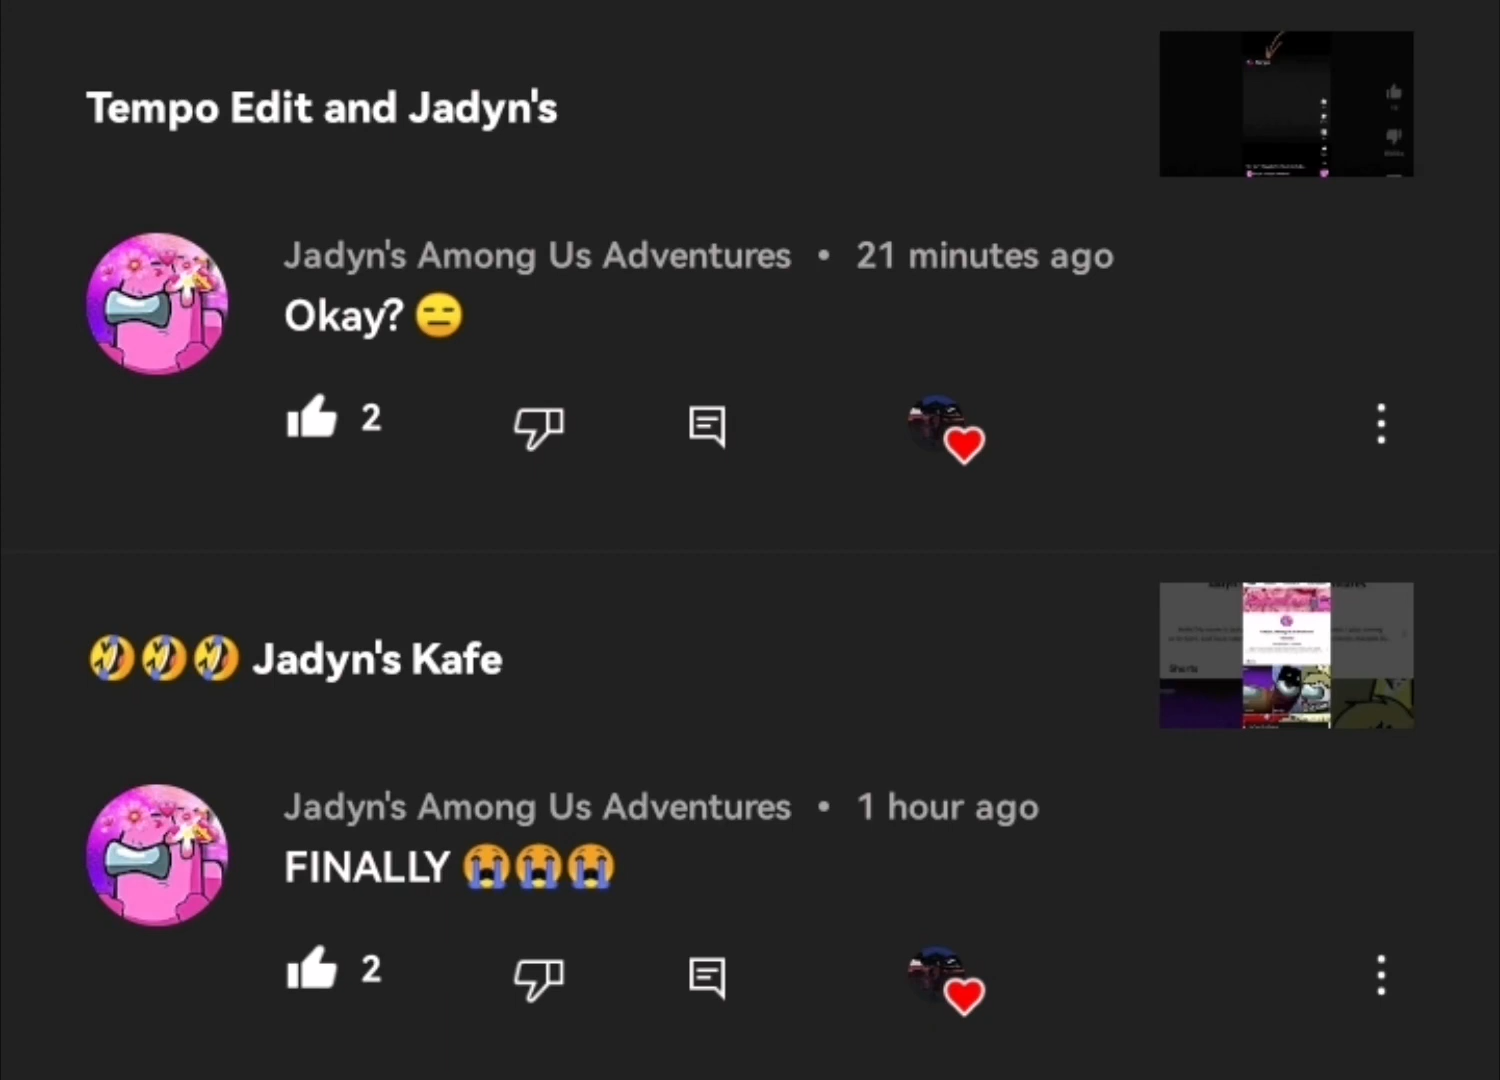 Tempo Edit and Jadyn's
Jadyn's Among Us Adventures • 21 minutes ago
Okay? 😑
2
🤣🤣🤣 Jadyn's Kafe
Shorts
Jadyn's Among Us Adventures • 1 hour ago
FINALLY 😭😭😭
2